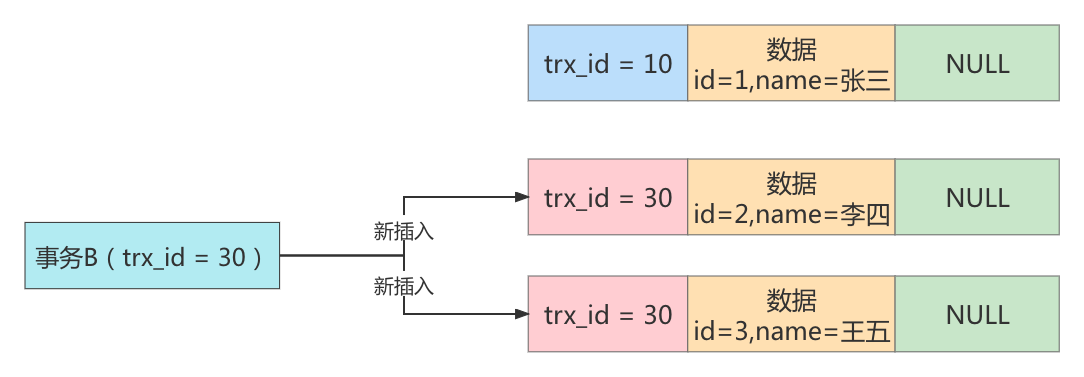 trx_id = 10
数据
id=1,name=张三
NULL
trx_id = 30
数据
id=2,name=李四
NULL
新插入
事务B（trx_id = 30）
新插入
trx_id = 30
数据
id=3,name=王五
NULL